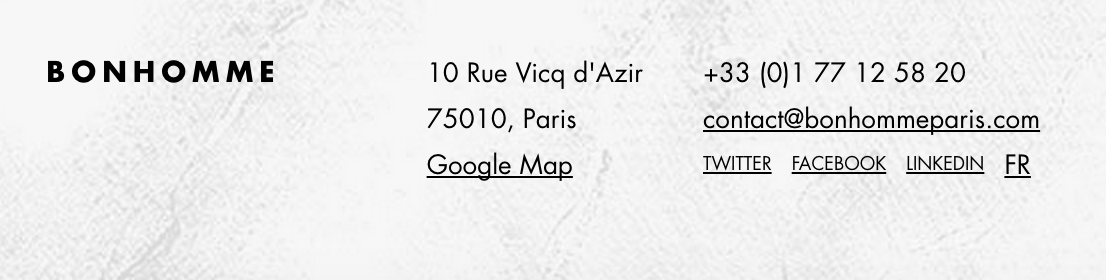 BONHOMME
10 Rue Vicq d'Azir
75010, Paris
Google Map
+33 (0)1 77 12 58 20
contact@bonhommeparis.com
TWITTER FACEBOOK LINKEDIN FR